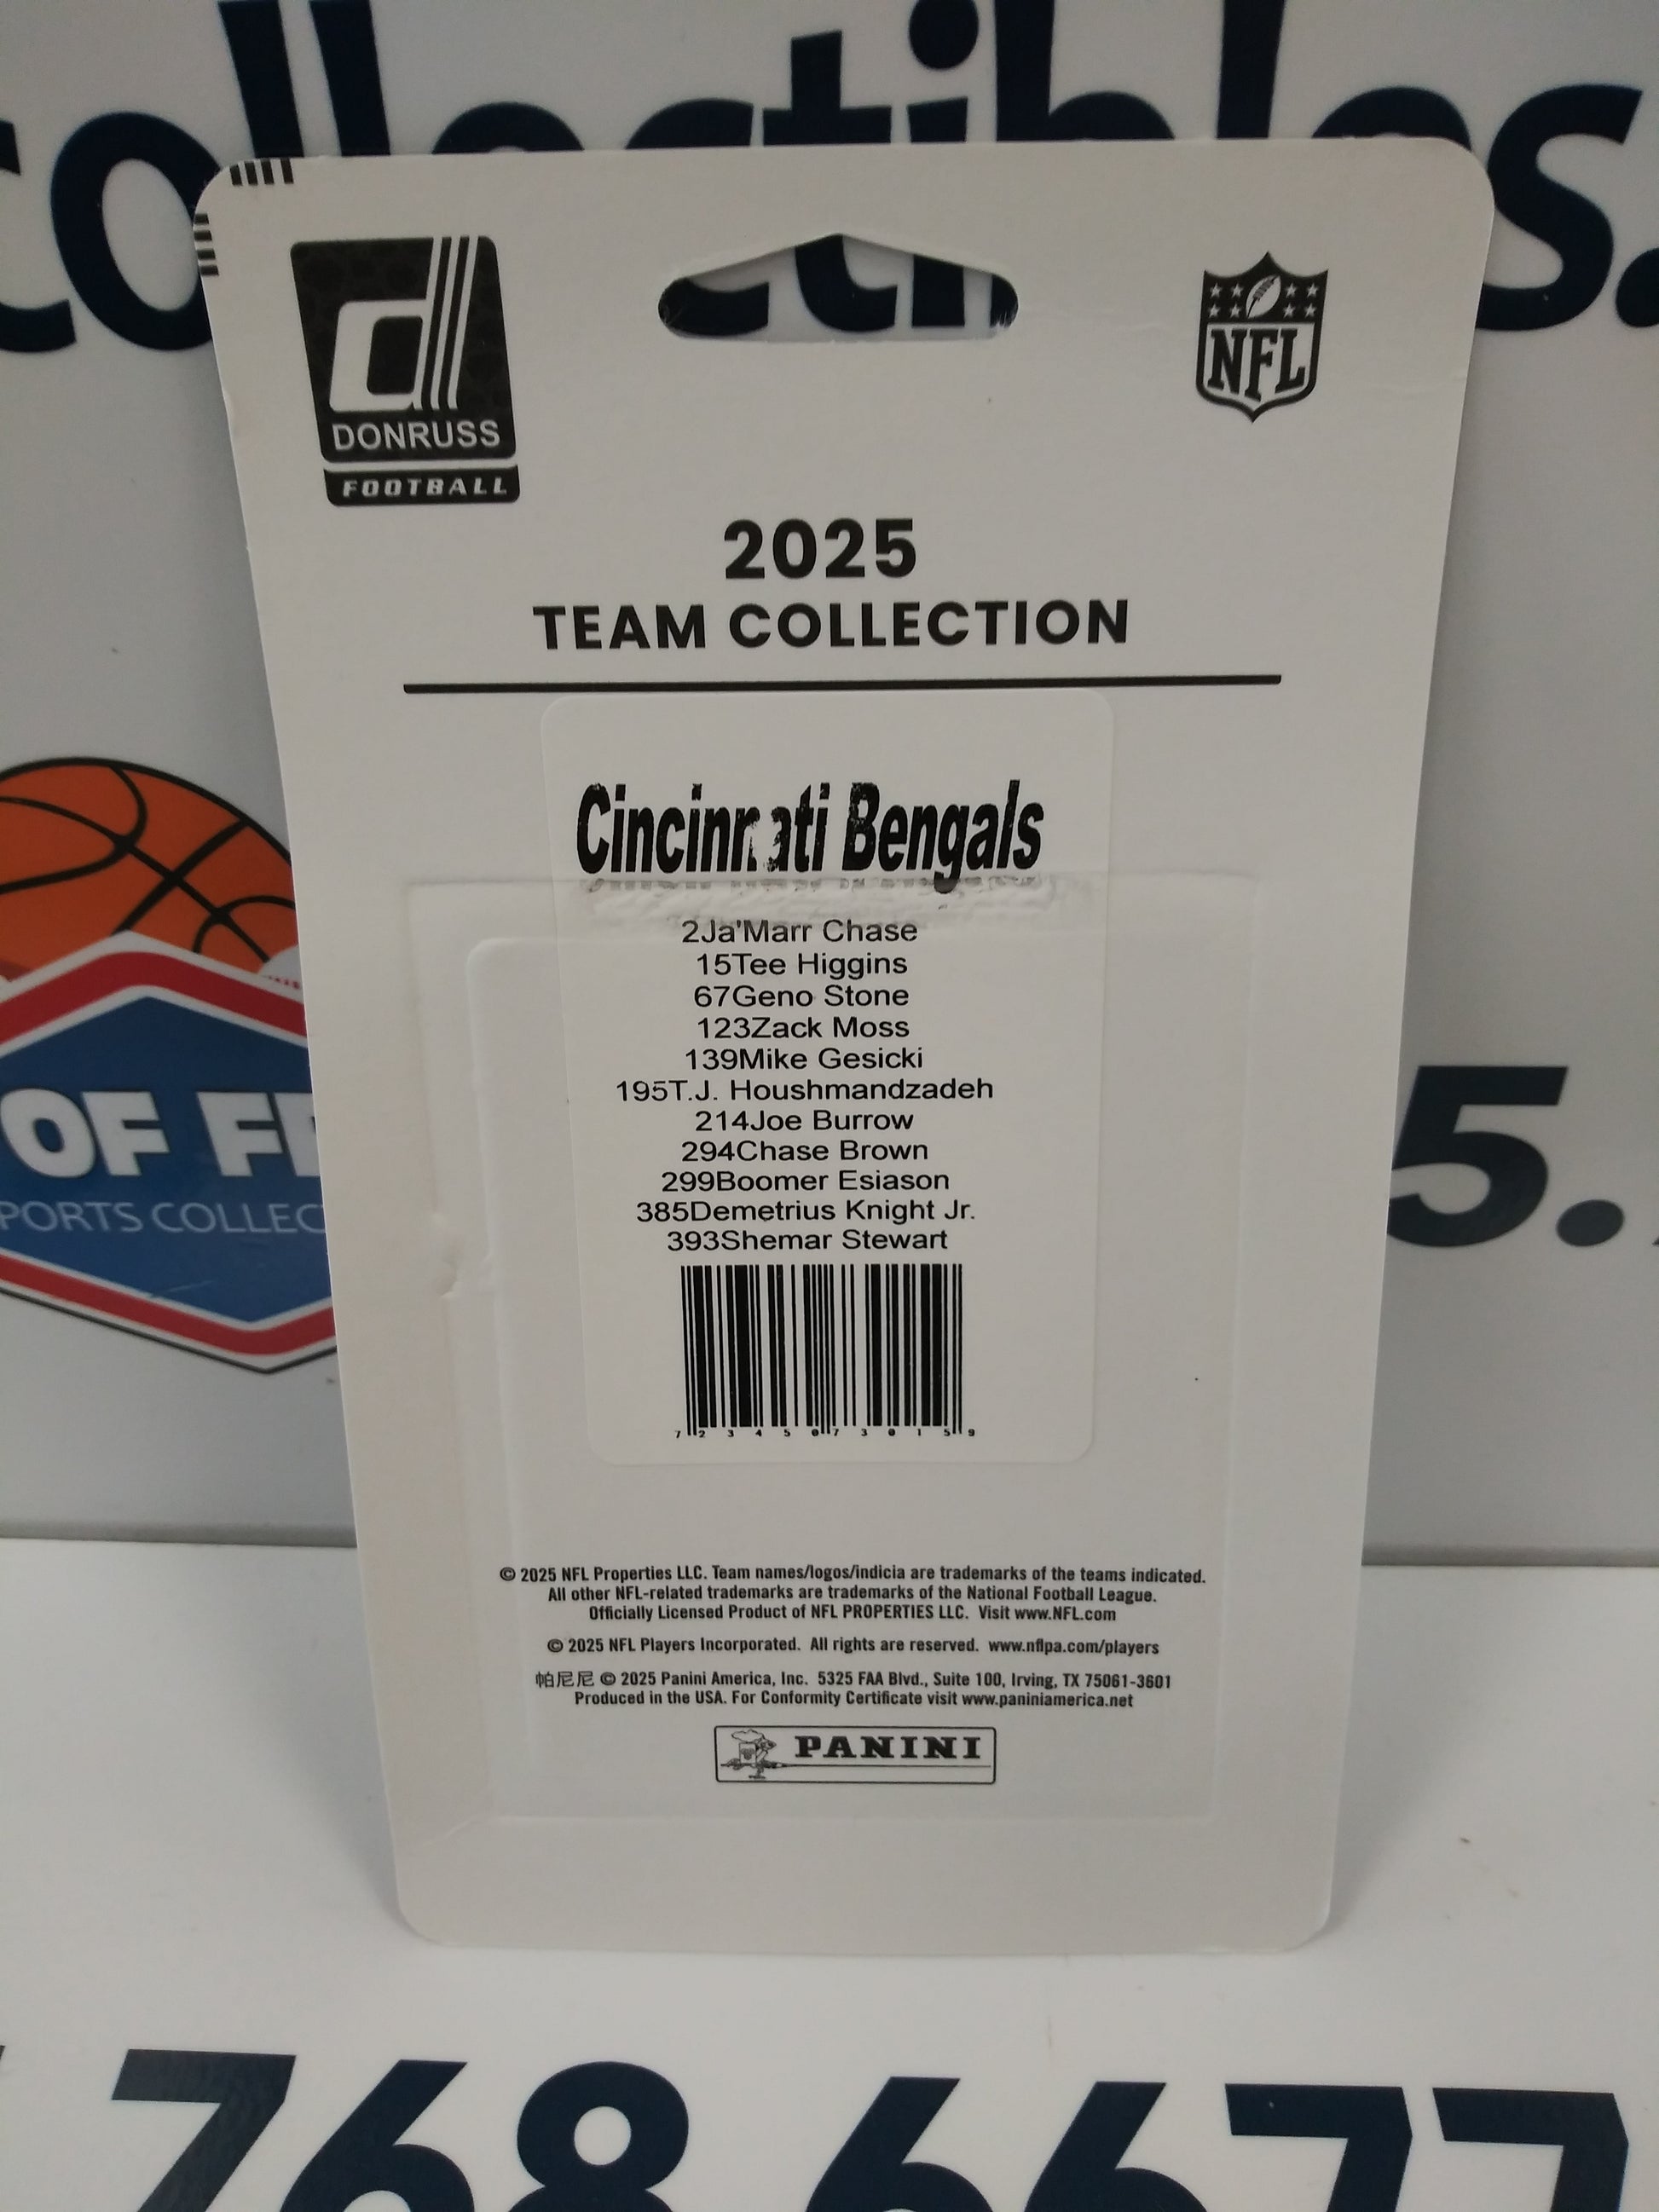 collectibles.
DONRUSS
FOOTBALL
NFL
2025
TEAM COLLECTION
Cincinnati Bengals
2Ja'Marr Chase
15Tee Higgins
67Geno Stone
123Zack Moss
139Mike Gesicki
195T.J. Houshmandzadeh
214Joe Burrow
294Chase Brown
299Boomer Esiason
385Demetrius Knight Jr.
393Shemar Stewart
7 23450 73015 9
OF
5.
© 2025 NFL Properties LLC. Team names/logos/indicia are trademarks of the teams indicated.
All other NFL-related trademarks are trademarks of the National Football League.
Officially Licensed Product of NFL PROPERTIES LLC. Visit www.NFL.com
© 2025 NFL Players Incorporated. All rights are reserved. www.nflpa.com/players
帕尼尼 © 2025 Panini America, Inc. 5325 FAA Blvd., Suite 100, Irving, TX 75061-3601
Produced in the USA. For Conformity Certificate visit www.paniniamerica.net
PANINI
768.6677